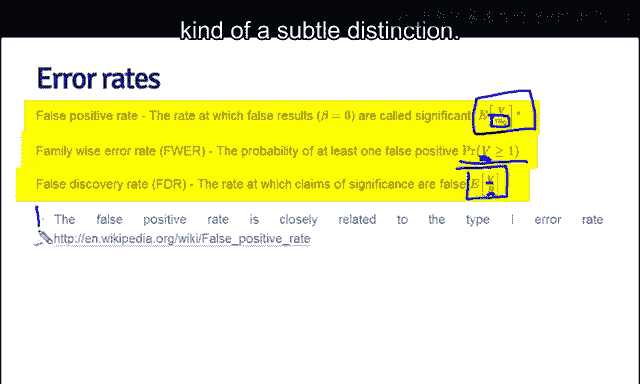 kind of a subtle distinction.
Error rates
False positive rate - The rate at which false results (β = 0) are called significant E[V/m₀]*
Family wise error rate (FWER) - The probability of at least one false positive Pr(V ≥ 1)
False discovery rate (FDR) - The rate at which claims of significance are false E
· The false positive rate is closely related to the type I error rate
http://en.wikipedia.org/wiki/False_positive_rate